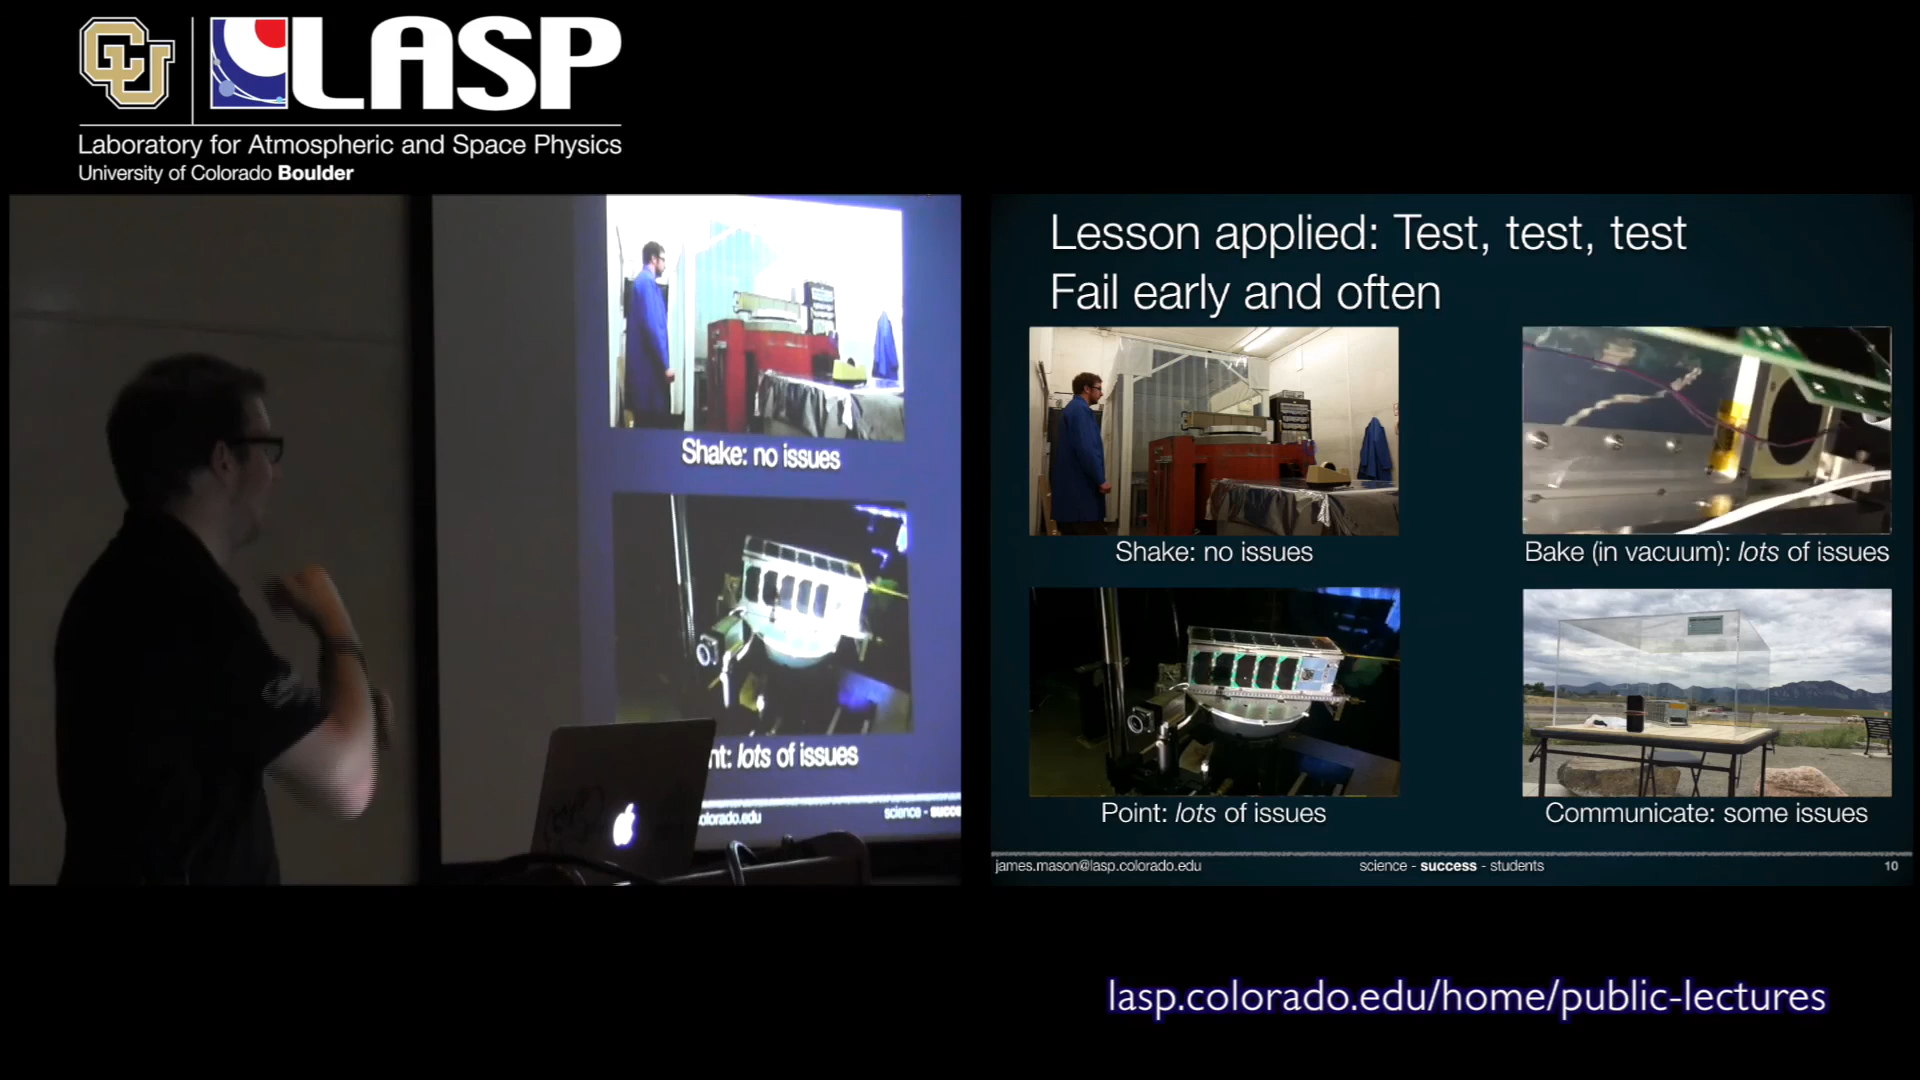 CU
LASP
Laboratory for Atmospheric and Space Physics
University of Colorado Boulder
Shake: no issues
nt: lots of issues
olorado.edu
science - succe
Lesson applied: Test, test, test
Fail early and often
Shake: no issues
Bake (in vacuum): lots of issues
Point: lots of issues
Communicate: some issues
james.mason@lasp.colorado.edu
science - success - students
10
lasp.colorado.edu/home/public-lectures